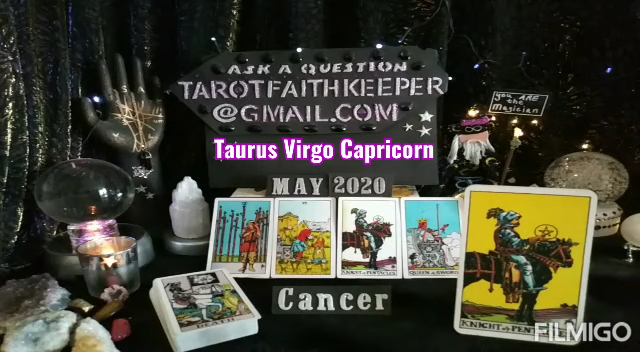 ASK A QUESTION
TAROTFAITHKEEPER
@GMAIL.COM
you ARE
the
Magician
Taurus Virgo Capricorn
MAY 2020
KNIGHT of PENTACLES
QUEEN of SWORDS
Cancer
DEATH
KNIGHT of PEN
FILMIGO